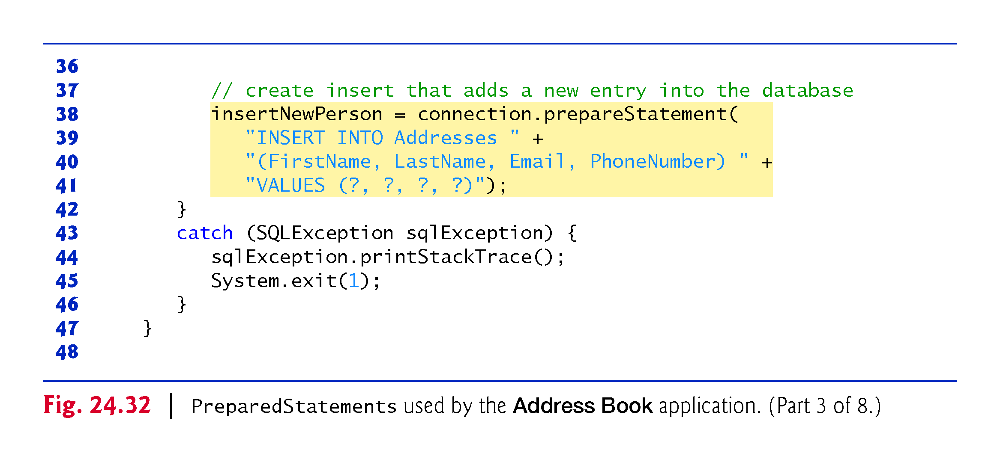 36
37 // create insert that adds a new entry into the database
38 insertNewPerson = connection.prepareStatement(
39 "INSERT INTO Addresses " +
40 "(FirstName, LastName, Email, PhoneNumber) " +
41 "VALUES (?, ?, ?, ?)");
42 }
43 catch (SQLException sqlException) {
44 sqlException.printStackTrace();
45 System.exit(1);
46 }
47 }
48
Fig. 24.32 | PreparedStatements used by the Address Book application. (Part 3 of 8.)